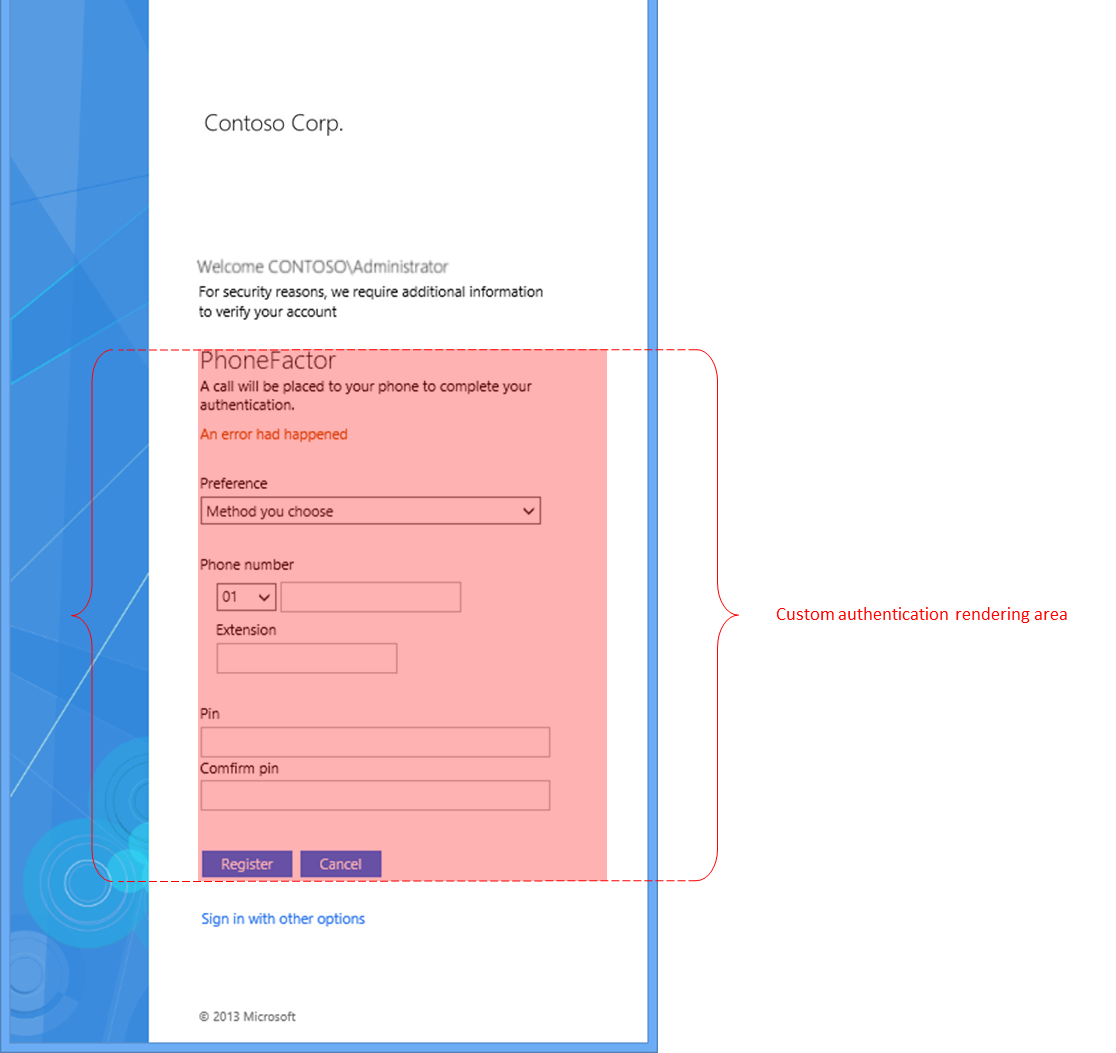 Contoso Corp.
Welcome CONTOSO\Administrator
For security reasons, we require additional information
to verify your account
PhoneFactor
A call will be placed to your phone to complete your
authentication.
An error had happened
Preference
Method you choose
Phone number
01
Extension
Custom authentication rendering area
Pin
Comfirm pin
Register Cancel
Sign in with other options
© 2013 Microsoft